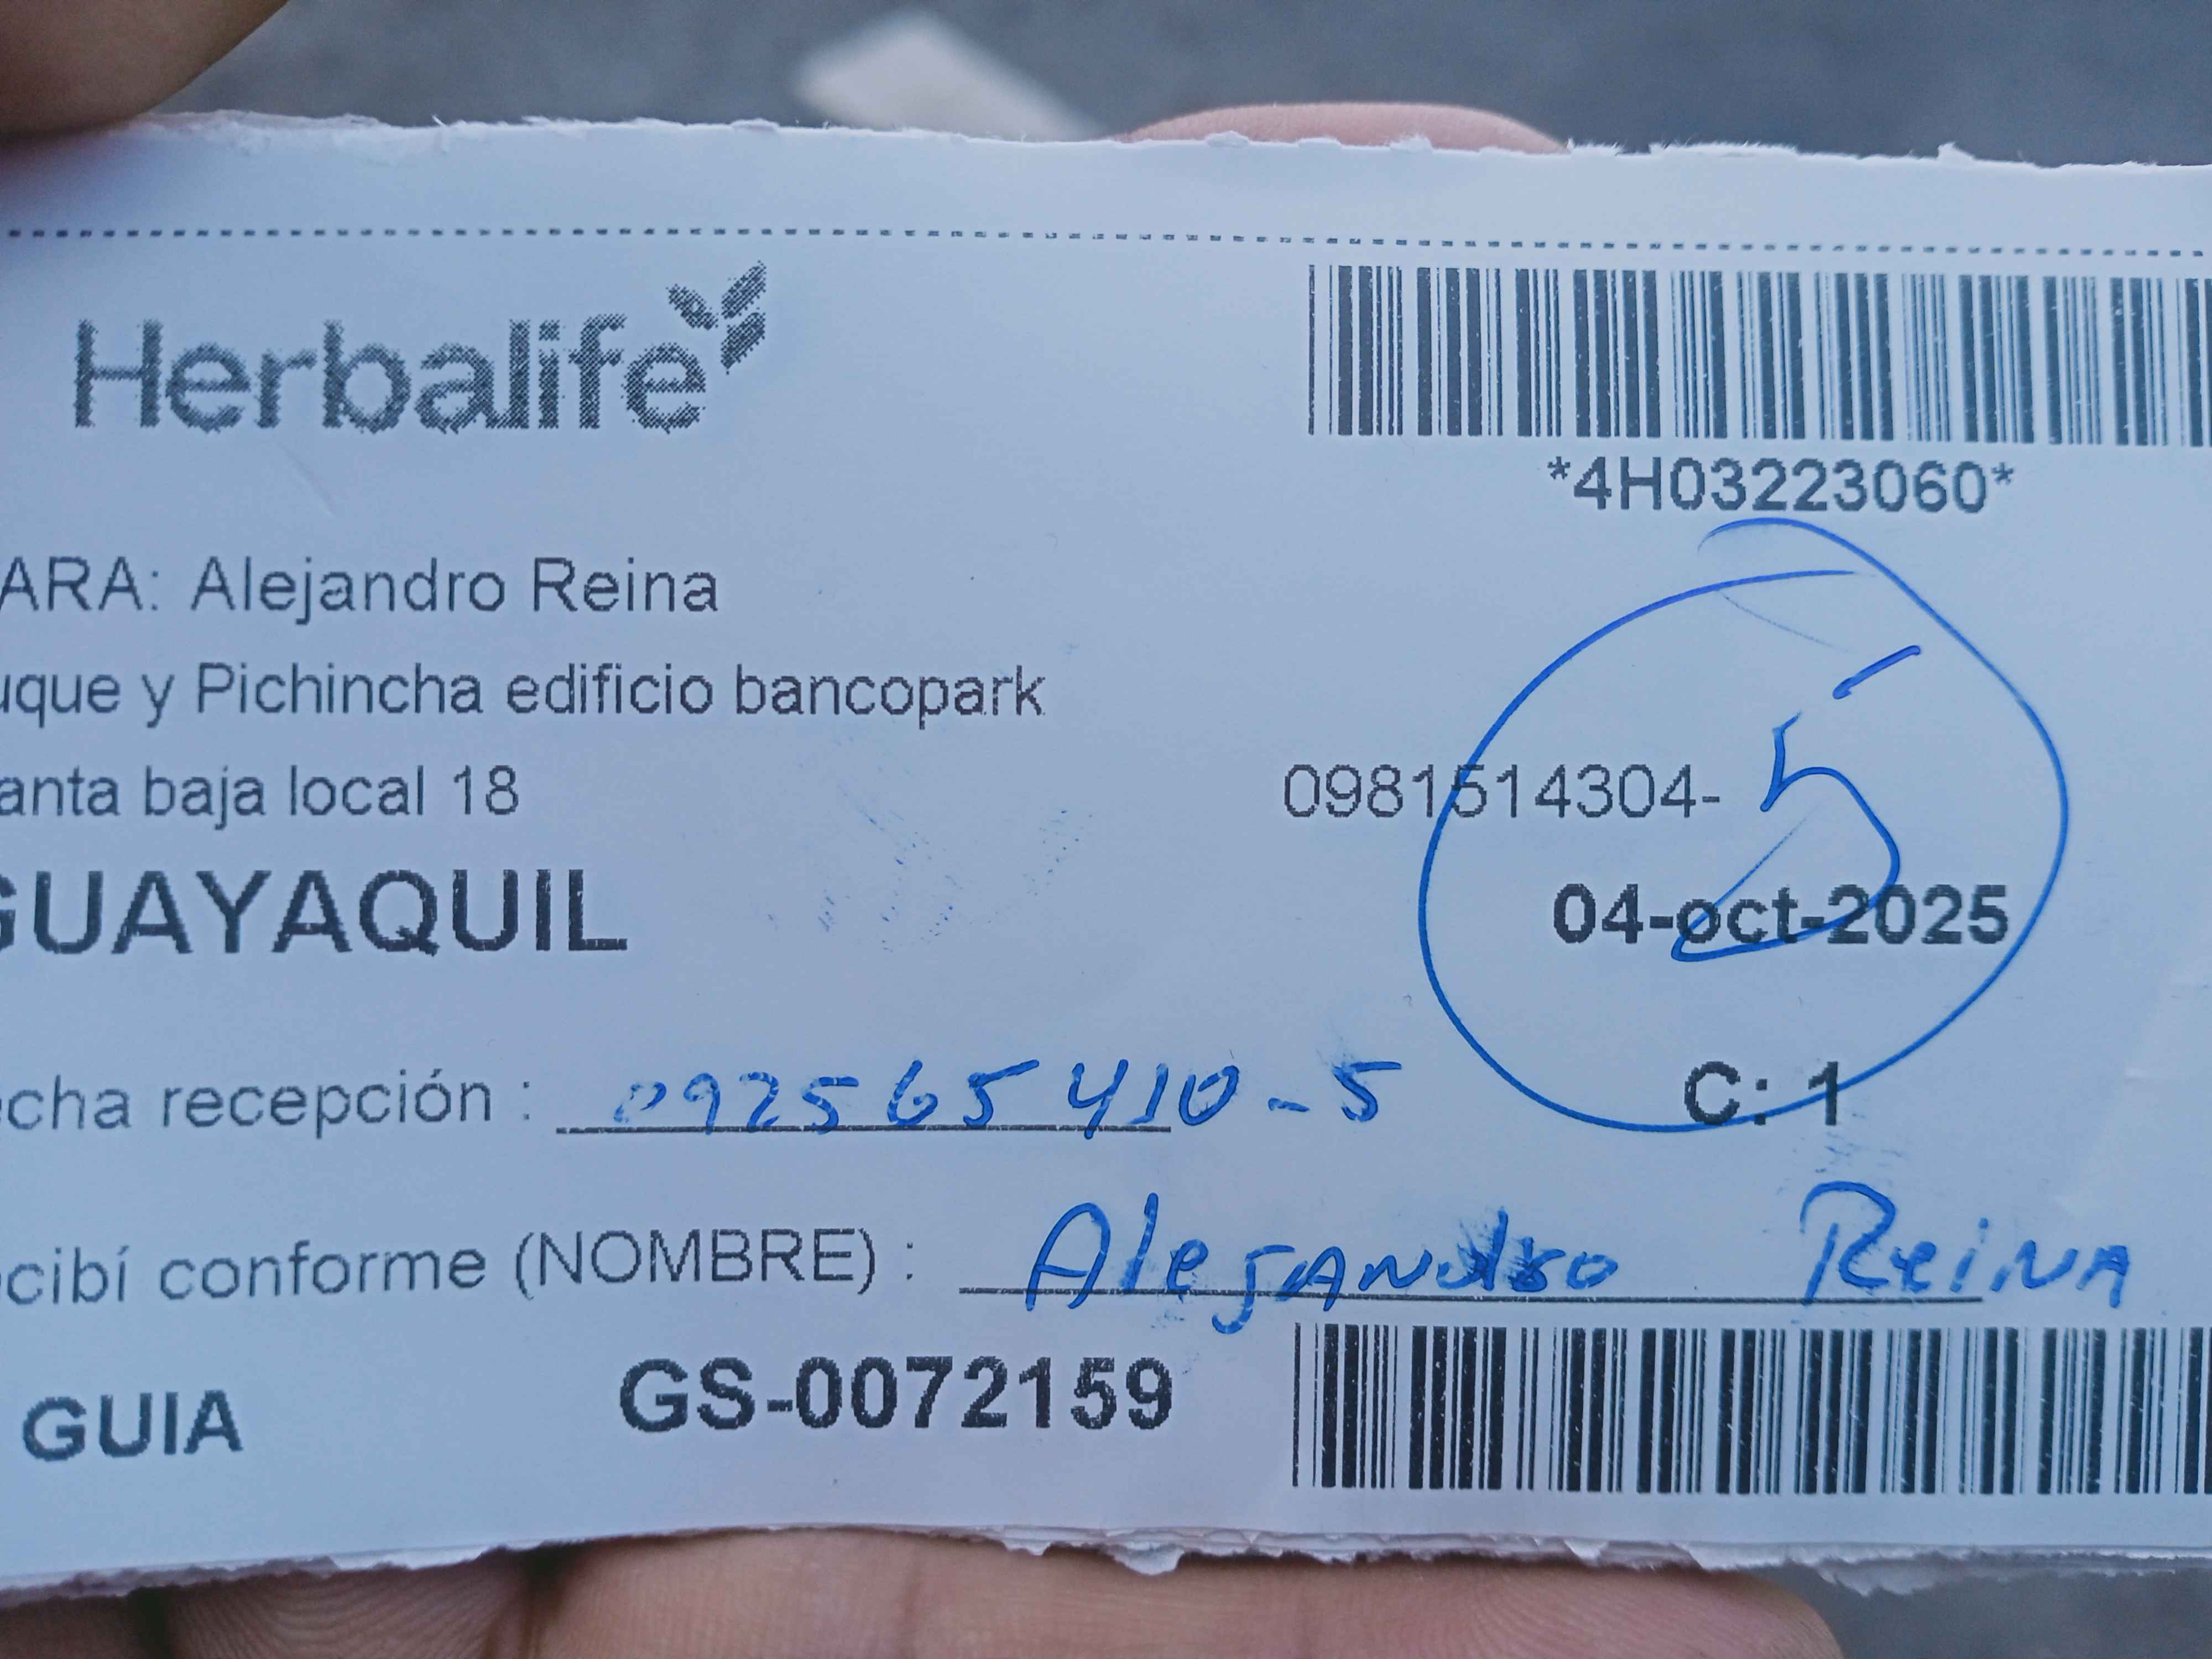 Herbalife
*4H03223060*
ARA: Alejandro Reina
uque y Pichincha edificio bancopark
anta baja local 18
0981514304-
5
GUAYAQUIL
04-oct-2025
cha recepción : 092565410-5
C: 1
cibí conforme (NOMBRE) : Alejandro Reina
GUIA GS-0072159